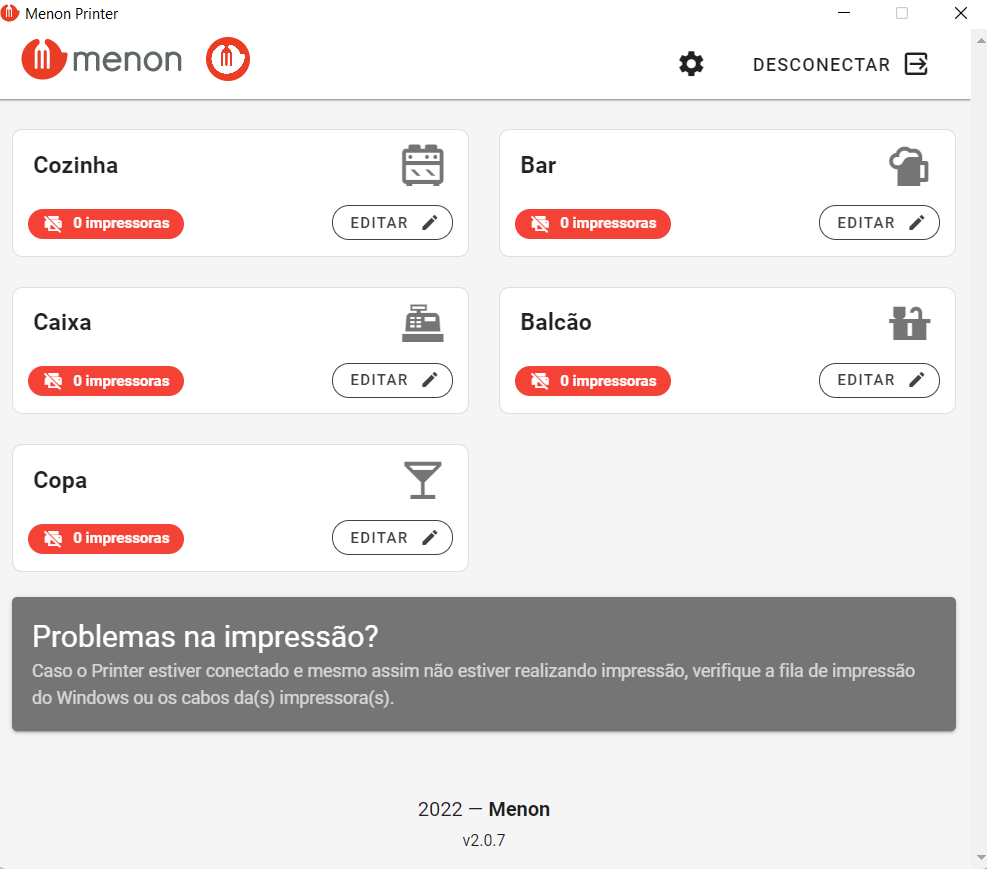 Menon Printer
menon
DESCONECTAR
Cozinha
0 impressoras
EDITAR
Bar
0 impressoras
EDITAR
Caixa
0 impressoras
EDITAR
Balcão
0 impressoras
EDITAR
Copa
0 impressoras
EDITAR
Problemas na impressão?
Caso o Printer estiver conectado e mesmo assim não estiver realizando impressão, verifique a fila de impressão
do Windows ou os cabos da(s) impressora(s).
2022 — Menon
v2.0.7